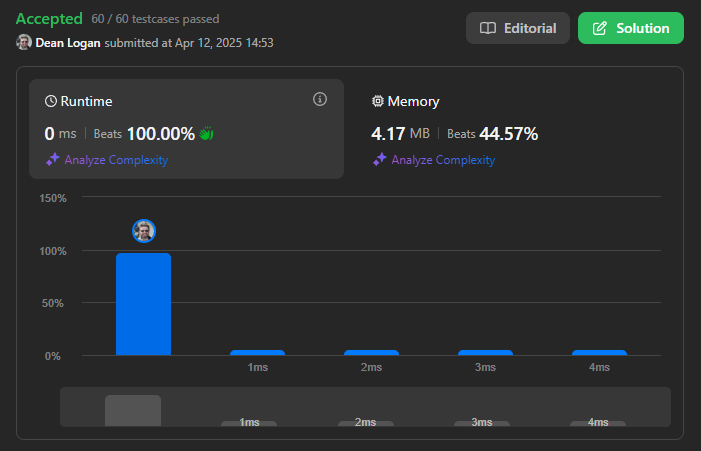 Accepted 60 / 60 testcases passed
Editorial
Solution
Dean Logan submitted at Apr 12, 2025 14:53
Runtime
0 ms Beats 100.00%
Analyze Complexity
Memory
4.17 MB Beats 44.57%
Analyze Complexity
150%
100%
50%
0%
1ms 2ms 3ms 4ms
1ms 2ms 3ms 4ms